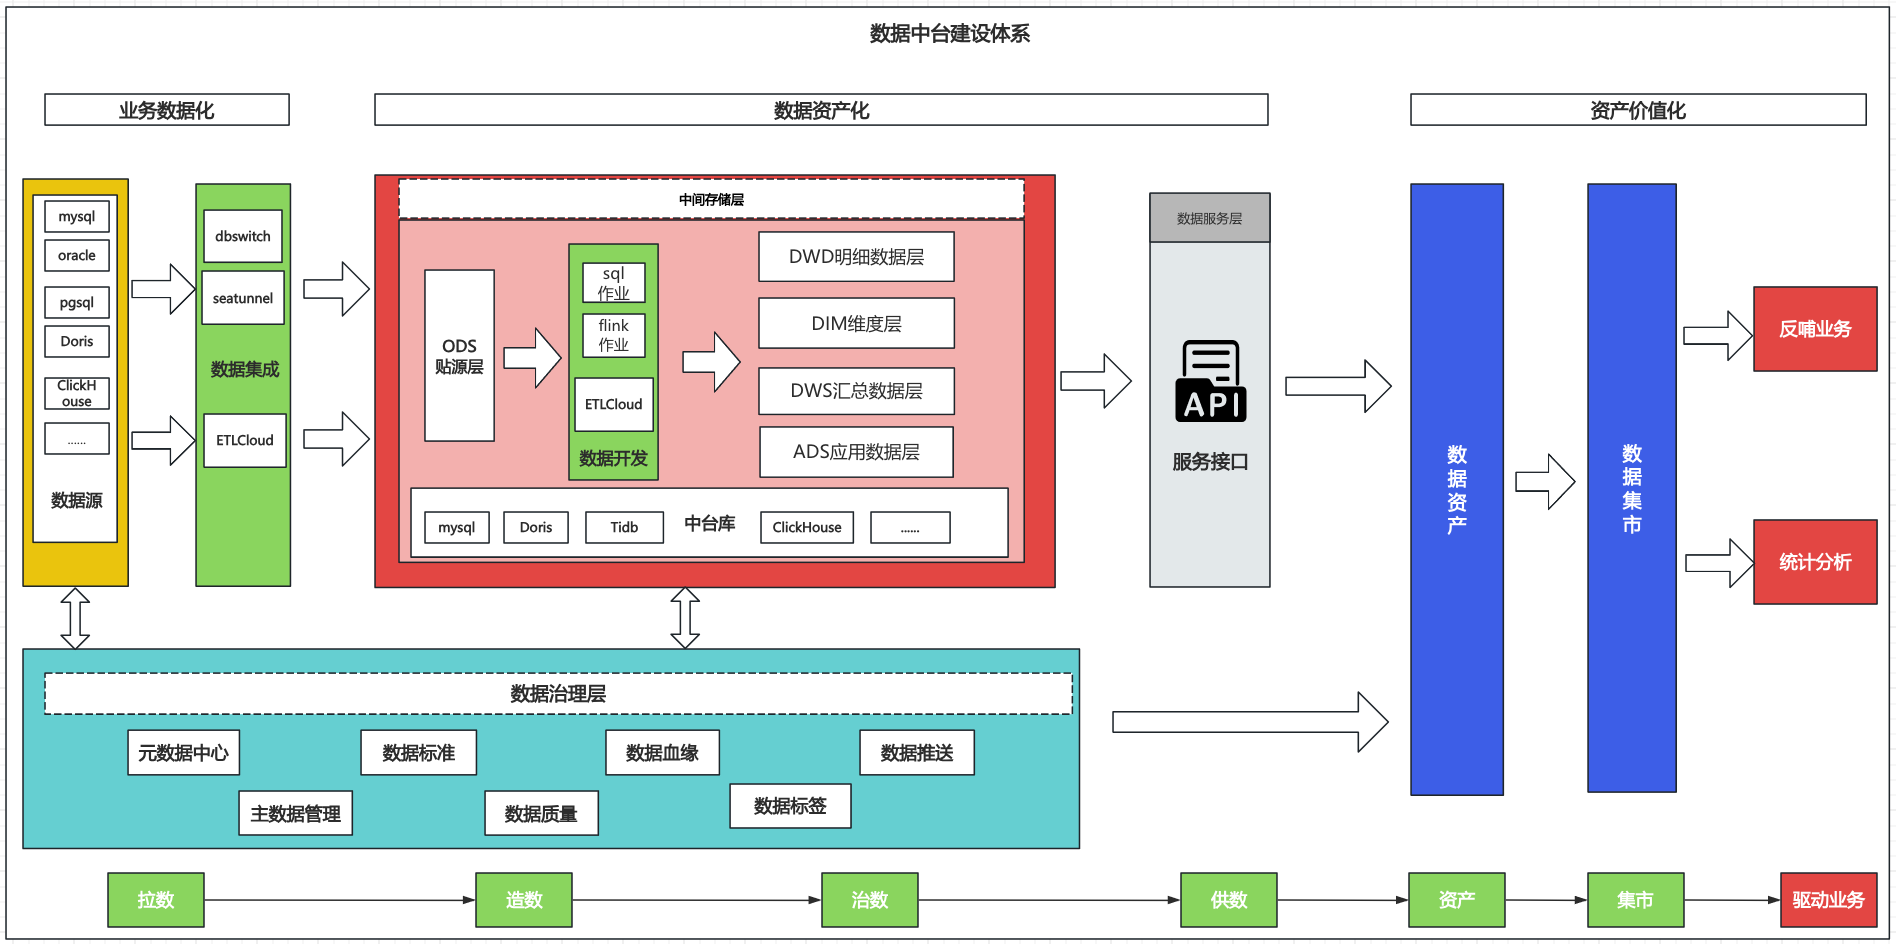 数据中台建设体系
业务数据化
数据资产化
资产价值化
mysql
oracle
pgsql
Doris
ClickH
ouse
......
数据源
dbswitch
seatunnel
数据集成
ETLCloud
中间存储层
ODS
贴源层
sql
作业
flink
作业
ETLCloud
数据开发
DWD明细数据层
DIM维度层
DWS汇总数据层
ADS应用数据层
mysql
Doris
Tidb
中台库
ClickHouse
......
数据服务层
API
服务接口
数
据
资
产
数
据
集
市
反哺业务
统计分析
数据治理层
元数据中心
数据标准
数据血缘
数据推送
主数据管理
数据质量
数据标签
拉数
造数
治数
供数
资产
集市
驱动业务